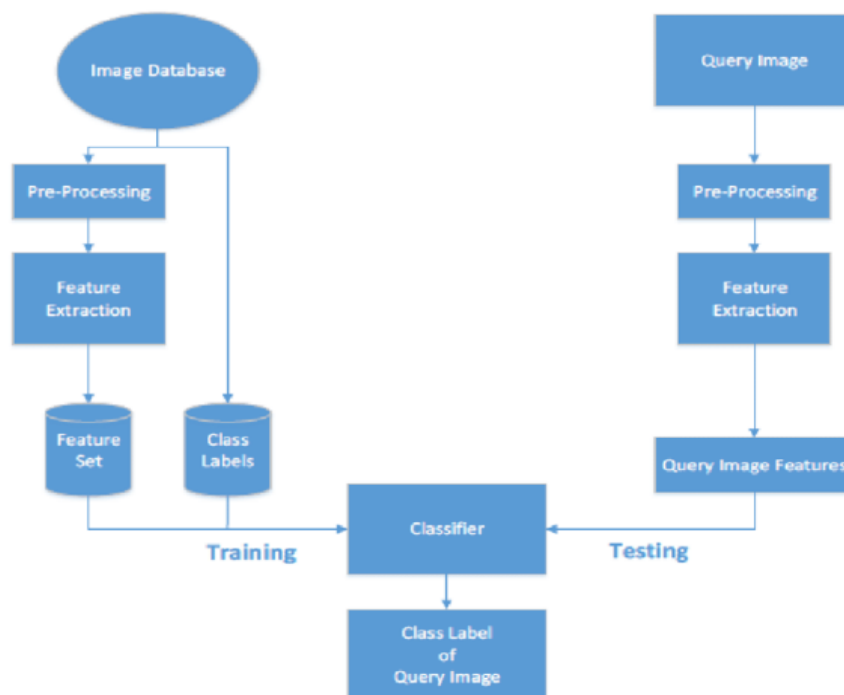 Image Database
Query Image
Pre-Processing
Pre-Processing
Feature
Extraction
Feature
Extraction
Feature
Set
Class
Labels
Query Image Features
Classifier
Training
Testing
Class Label
of
Query Image